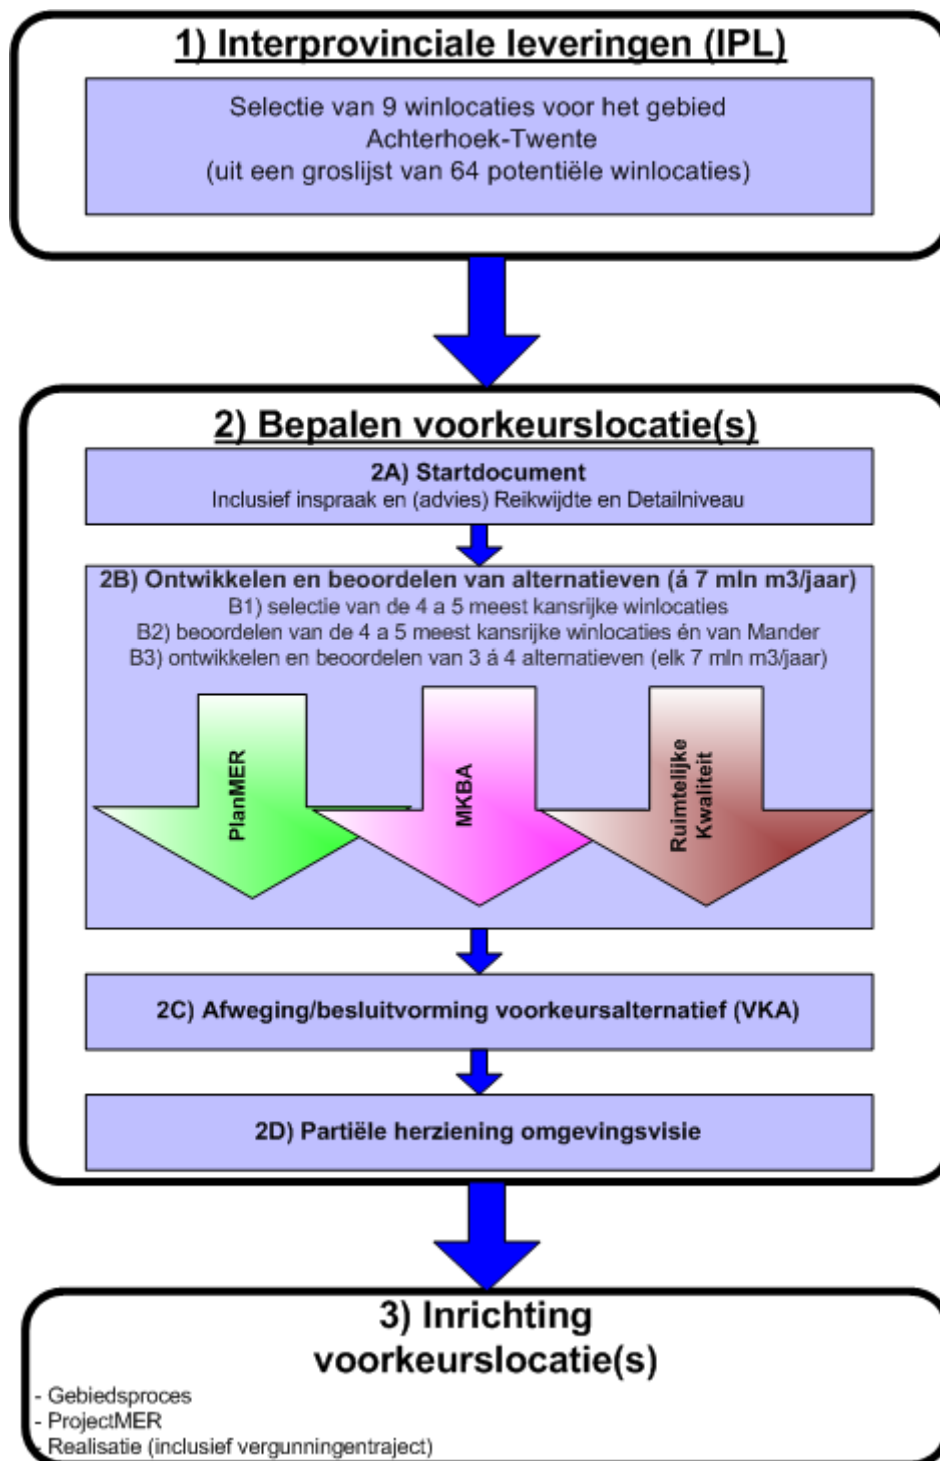 1) Interprovinciale leveringen (IPL)
Selectie van 9 winlocaties voor het gebied
Achterhoek-Twente
(uit een groslijst van 64 potentiële winlocaties)
2) Bepalen voorkeurslocatie(s)
2A) Startdocument
Inclusief inspraak en (advies) Reikwijdte en Detailniveau
2B) Ontwikkelen en beoordelen van alternatieven (á 7 mln m3/jaar)
B1) selectie van de 4 a 5 meest kansrijke winlocaties
B2) beoordelen van de 4 a 5 meest kansrijke winlocaties én van Mander
B3) ontwikkelen en beoordelen van 3 á 4 alternatieven (elk 7 mln m3/jaar)
PlanMER
MKBA
Ruimtelijke
Kwaliteit
2C) Afweging/besluitvorming voorkeursalternatief (VKA)
2D) Partiële herziening omgevingsvisie
3) Inrichting
voorkeurslocatie(s)
- Gebiedsproces
- ProjectMER
- Realisatie (inclusief vergunningentraject)